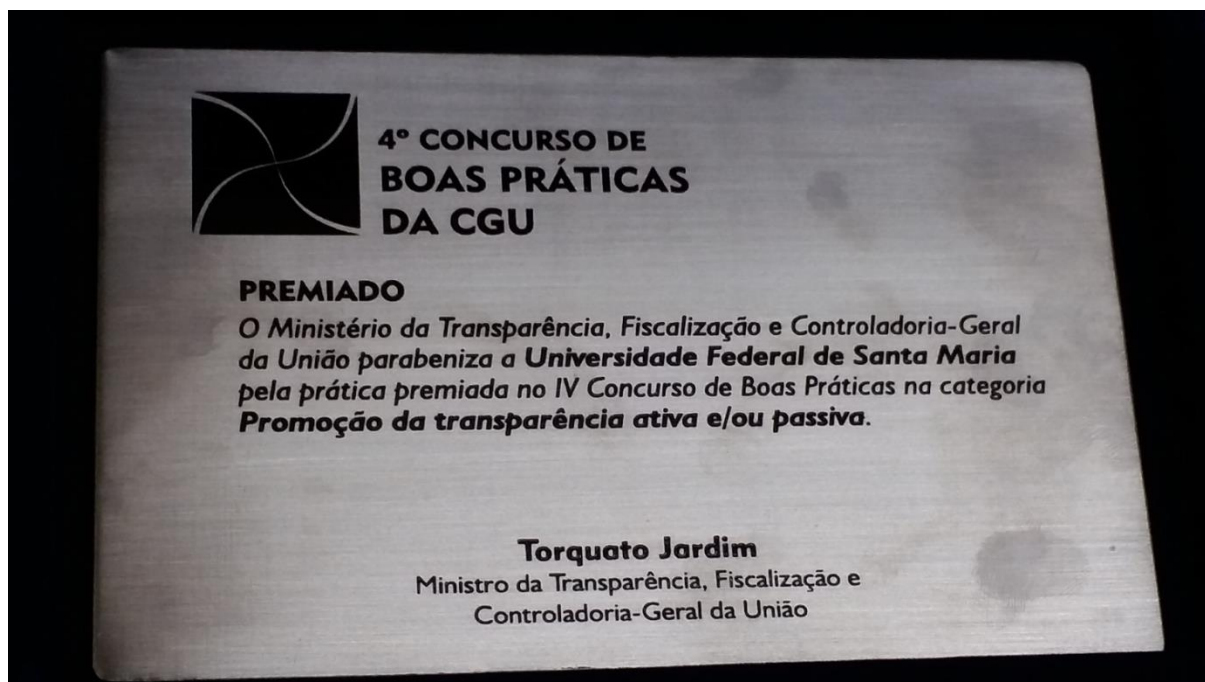 4º CONCURSO DE
BOAS PRÁTICAS
DA CGU
PREMIADO
O Ministério da Transparência, Fiscalização e Controladoria-Geral
da União parabeniza a Universidade Federal de Santa Maria
pela prática premiada no IV Concurso de Boas Práticas na categoria
Promoção da transparência ativa e/ou passiva.
Torquato Jardim
Ministro da Transparência, Fiscalização e
Controladoria-Geral da União